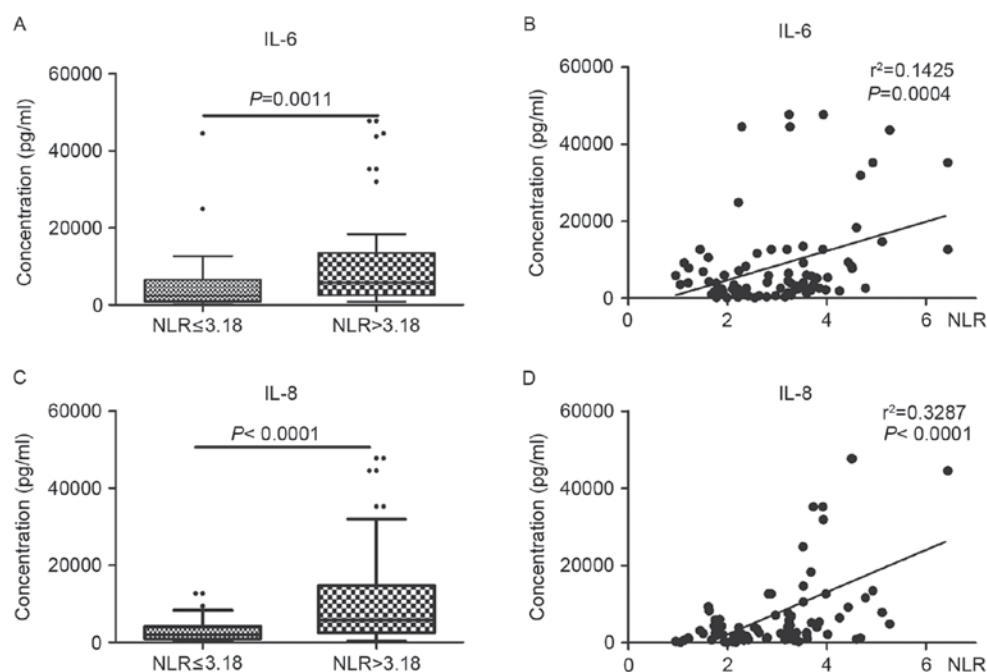 A
IL-6
Concentration (pg/ml)
60000
40000
20000
0
P=0.0011
NLR≤3.18
NLR>3.18
B
IL-6
Concentration (pg/ml)
60000
40000
20000
0
r²=0.1425
P=0.0004
0
2
4
6
NLR
C
IL-8
Concentration (pg/ml)
60000
40000
20000
0
P< 0.0001
NLR≤3.18
NLR>3.18
D
IL-8
Concentration (pg/ml)
60000
40000
20000
0
r²=0.3287
P< 0.0001
0
2
4
6
NLR